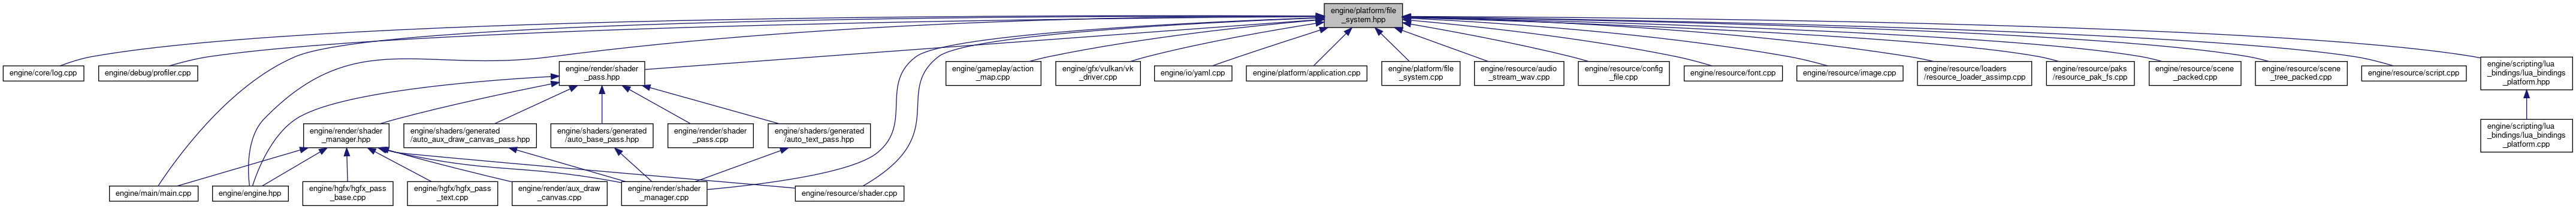 engine/platform/file
_system.hpp
engine/core/log.cpp
engine/debug/profiler.cpp
engine/render/shader
_pass.hpp
engine/gameplay/action
_map.cpp
engine/gfx/vulkan/vk
_driver.cpp
engine/io/yaml.cpp
engine/platform/application.cpp
engine/platform/file
_system.cpp
engine/resource/audio
_stream_wav.cpp
engine/resource/config
_file.cpp
engine/resource/font.cpp
engine/resource/image.cpp
engine/resource/loaders
/resource_loader_assimp.cpp
engine/resource/paks
/resource_pak_fs.cpp
engine/resource/scene
_packed.cpp
engine/resource/scene
_tree_packed.cpp
engine/resource/script.cpp
engine/scripting/lua
_bindings/lua_bindings
_platform.hpp
engine/render/shader
_manager.hpp
engine/shaders/generated
/auto_aux_draw_canvas_pass.hpp
engine/shaders/generated
/auto_base_pass.hpp
engine/render/shader
_pass.cpp
engine/shaders/generated
/auto_text_pass.hpp
engine/scripting/lua
_bindings/lua_bindings
_platform.cpp
engine/main/main.cpp
engine/engine.hpp
engine/hgfx/hgfx_pass
_base.cpp
engine/hgfx/hgfx_pass
_text.cpp
engine/render/aux_draw
_canvas.cpp
engine/render/shader
_manager.cpp
engine/resource/shader.cpp